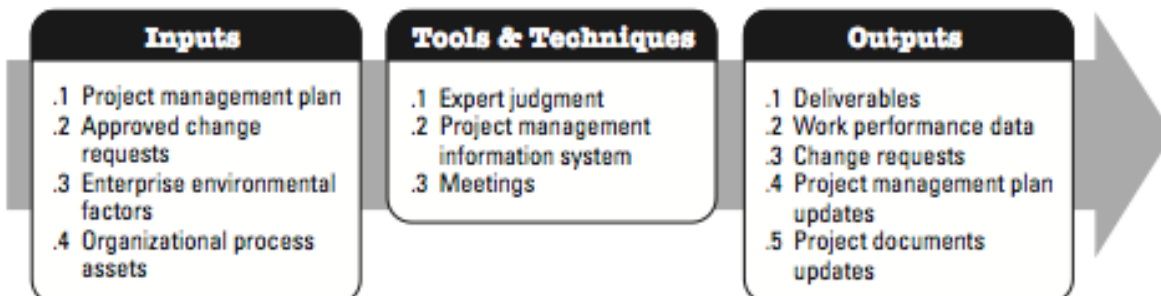 Inputs
.1 Project management plan
.2 Approved change
requests
.3 Enterprise environmental
factors
.4 Organizational process
assets
Tools & Techniques
.1 Expert judgment
.2 Project management
information system
.3 Meetings
Outputs
.1 Deliverables
.2 Work performance data
.3 Change requests
.4 Project management plan
updates
.5 Project documents
updates